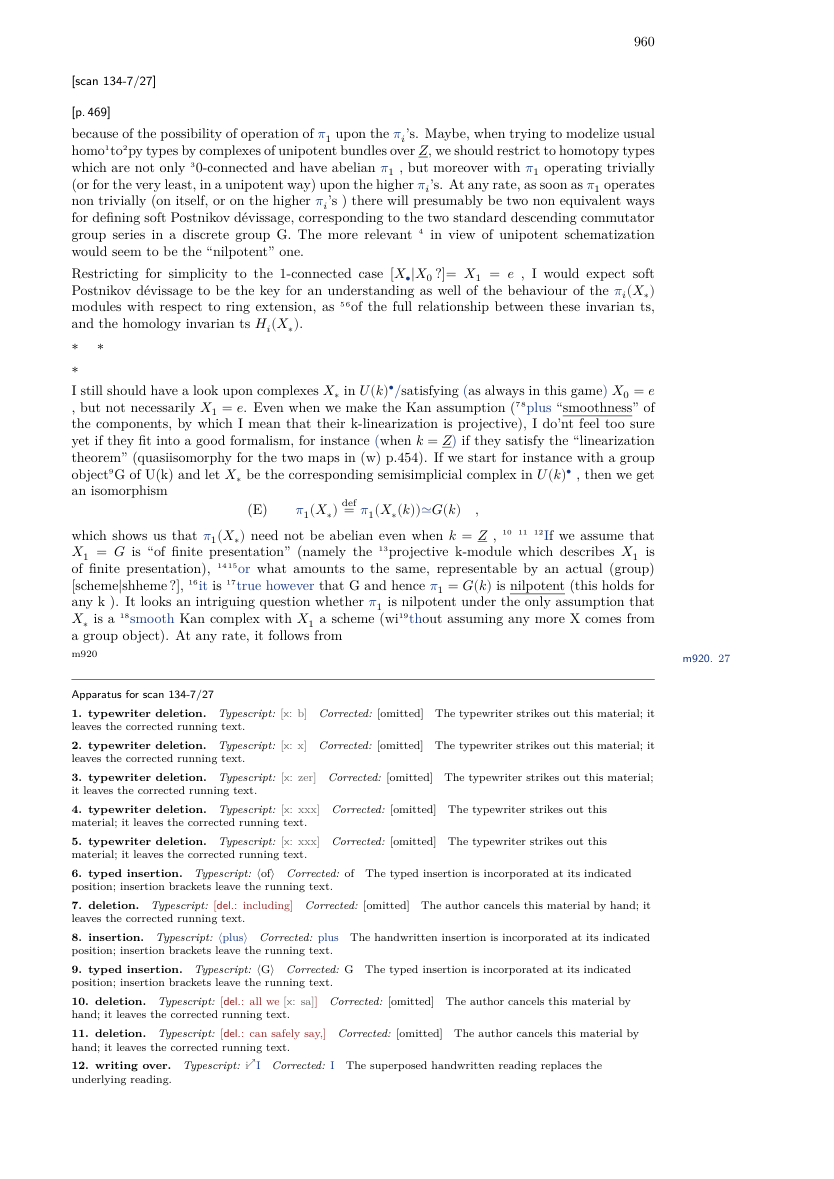 960
[scan 134-7/27]
[p. 469]
because of the possibility of operation of π₁ upon the πᵢ's. Maybe, when trying to modelize usual
homo¹to²py types by complexes of unipotent bundles over Z, we should restrict to homotopy types
which are not only ³0-connected and have abelian π₁ , but moreover with π₁ operating trivially
(or for the very least, in a unipotent way) upon the higher πᵢ's. At any rate, as soon as π₁ operates
non trivially (on itself, or on the higher πᵢ's ) there will presumably be two non equivalent ways
for defining soft Postnikov dévissage, corresponding to the two standard descending commutator
group series in a discrete group G. The more relevant ⁴ in view of unipotent schematization
would seem to be the “nilpotent” one.
Restricting for simplicity to the 1-connected case [X•|X₀ ?]= X₁ = e , I would expect soft
Postnikov dévissage to be the key for an understanding as well of the behaviour of the πᵢ(X∗)
modules with respect to ring extension, as ⁵⁶of the full relationship between these invarian ts,
and the homology invarian ts Hᵢ(X∗).
* *
*
I still should have a look upon complexes X∗ in U(k)•/satisfying (as always in this game) X₀ = e
, but not necessarily X₁ = e. Even when we make the Kan assumption (⁷⁸plus “smoothness” of
the components, by which I mean that their k-linearization is projective), I do'nt feel too sure
yet if they fit into a good formalism, for instance (when k = Z) if they satisfy the “linearization
theorem” (quasiisomorphy for the two maps in (w) p.454). If we start for instance with a group
object⁹G of U(k) and let X∗ be the corresponding semisimplicial complex in U(k)• , then we get
an isomorphism
(E) π₁(X∗) def= π₁(X∗(k))≃G(k) ,
which shows us that π₁(X∗) need not be abelian even when k = Z , ¹⁰ ¹¹ ¹²If we assume that
X₁ = G is “of finite presentation” (namely the ¹³projective k-module which describes X₁ is
of finite presentation), ¹⁴¹⁵or what amounts to the same, representable by an actual (group)
[scheme|shheme ?], ¹⁶it is ¹⁷true however that G and hence π₁ = G(k) is nilpotent (this holds for
any k ). It looks an intriguing question whether π₁ is nilpotent under the only assumption that
X∗ is a ¹⁸smooth Kan complex with X₁ a scheme (wi¹⁹thout assuming any more X comes from
a group object). At any rate, it follows from
m920
m920. 27
Apparatus for scan 134-7/27
1. typewriter deletion. Typescript: [x: b] Corrected: [omitted] The typewriter strikes out this material; it
leaves the corrected running text.
2. typewriter deletion. Typescript: [x: x] Corrected: [omitted] The typewriter strikes out this material; it
leaves the corrected running text.
3. typewriter deletion. Typescript: [x: zer] Corrected: [omitted] The typewriter strikes out this material;
it leaves the corrected running text.
4. typewriter deletion. Typescript: [x: xxx] Corrected: [omitted] The typewriter strikes out this
material; it leaves the corrected running text.
5. typewriter deletion. Typescript: [x: xxx] Corrected: [omitted] The typewriter strikes out this
material; it leaves the corrected running text.
6. typed insertion. Typescript: ⟨of⟩ Corrected: of The typed insertion is incorporated at its indicated
position; insertion brackets leave the running text.
7. deletion. Typescript: [del.: including] Corrected: [omitted] The author cancels this material by hand; it
leaves the corrected running text.
8. insertion. Typescript: ⟨plus⟩ Corrected: plus The handwritten insertion is incorporated at its indicated
position; insertion brackets leave the running text.
9. typed insertion. Typescript: ⟨G⟩ Corrected: G The typed insertion is incorporated at its indicated
position; insertion brackets leave the running text.
10. deletion. Typescript: [del.: all we [x: sa]] Corrected: [omitted] The author cancels this material by
hand; it leaves the corrected running text.
11. deletion. Typescript: [del.: can safely say,] Corrected: [omitted] The author cancels this material by
hand; it leaves the corrected running text.
12. writing over. Typescript: i↗I Corrected: I The superposed handwritten reading replaces the
underlying reading.